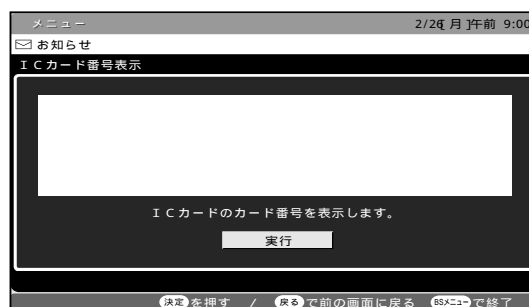 メニュー 2/26[月]午前 9:00
お知らせ
ICカード番号表示
ICカードのカード番号を表示します。
実行
決定を押す / 戻るで前の画面に戻る BSメニューで終了